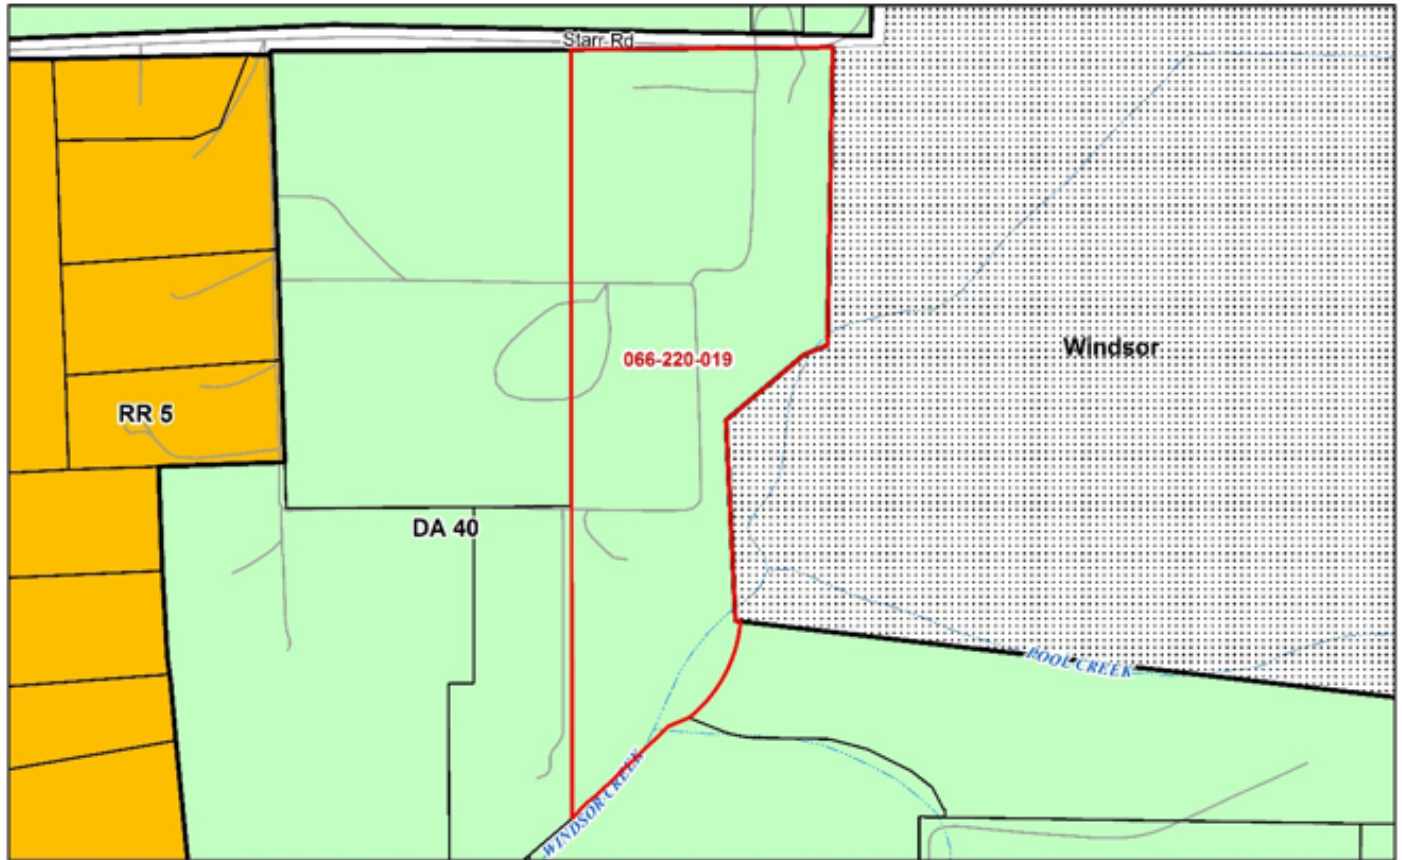 Starr Rd
Windsor
066-220-019
RR 5
DA 40
POOL CREEK
WINDSOR CREEK